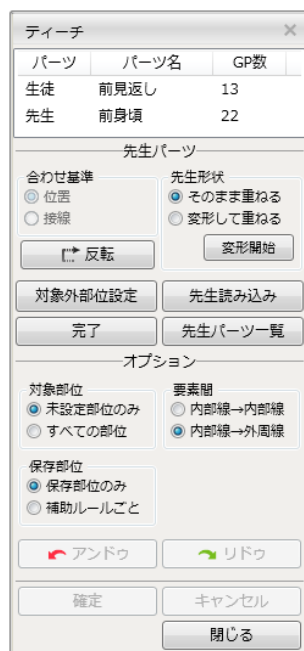 ティーチ
パーツ パーツ名 GP数
生徒 前見返し 13
先生 前身頃 22
先生パーツ
合わせ基準 先生形状
位置 そのまま重ねる
接線 変形して重ねる
反転 変形開始
対象外部位設定 先生読み込み
完了 先生パーツ一覧
オプション
対象部位 要素間
未設定部位のみ 内部線→内部線
すべての部位 内部線→外周線
保存部位
保存部位のみ
補助ルールごと
アンドゥ リドゥ
確定 キャンセル
閉じる